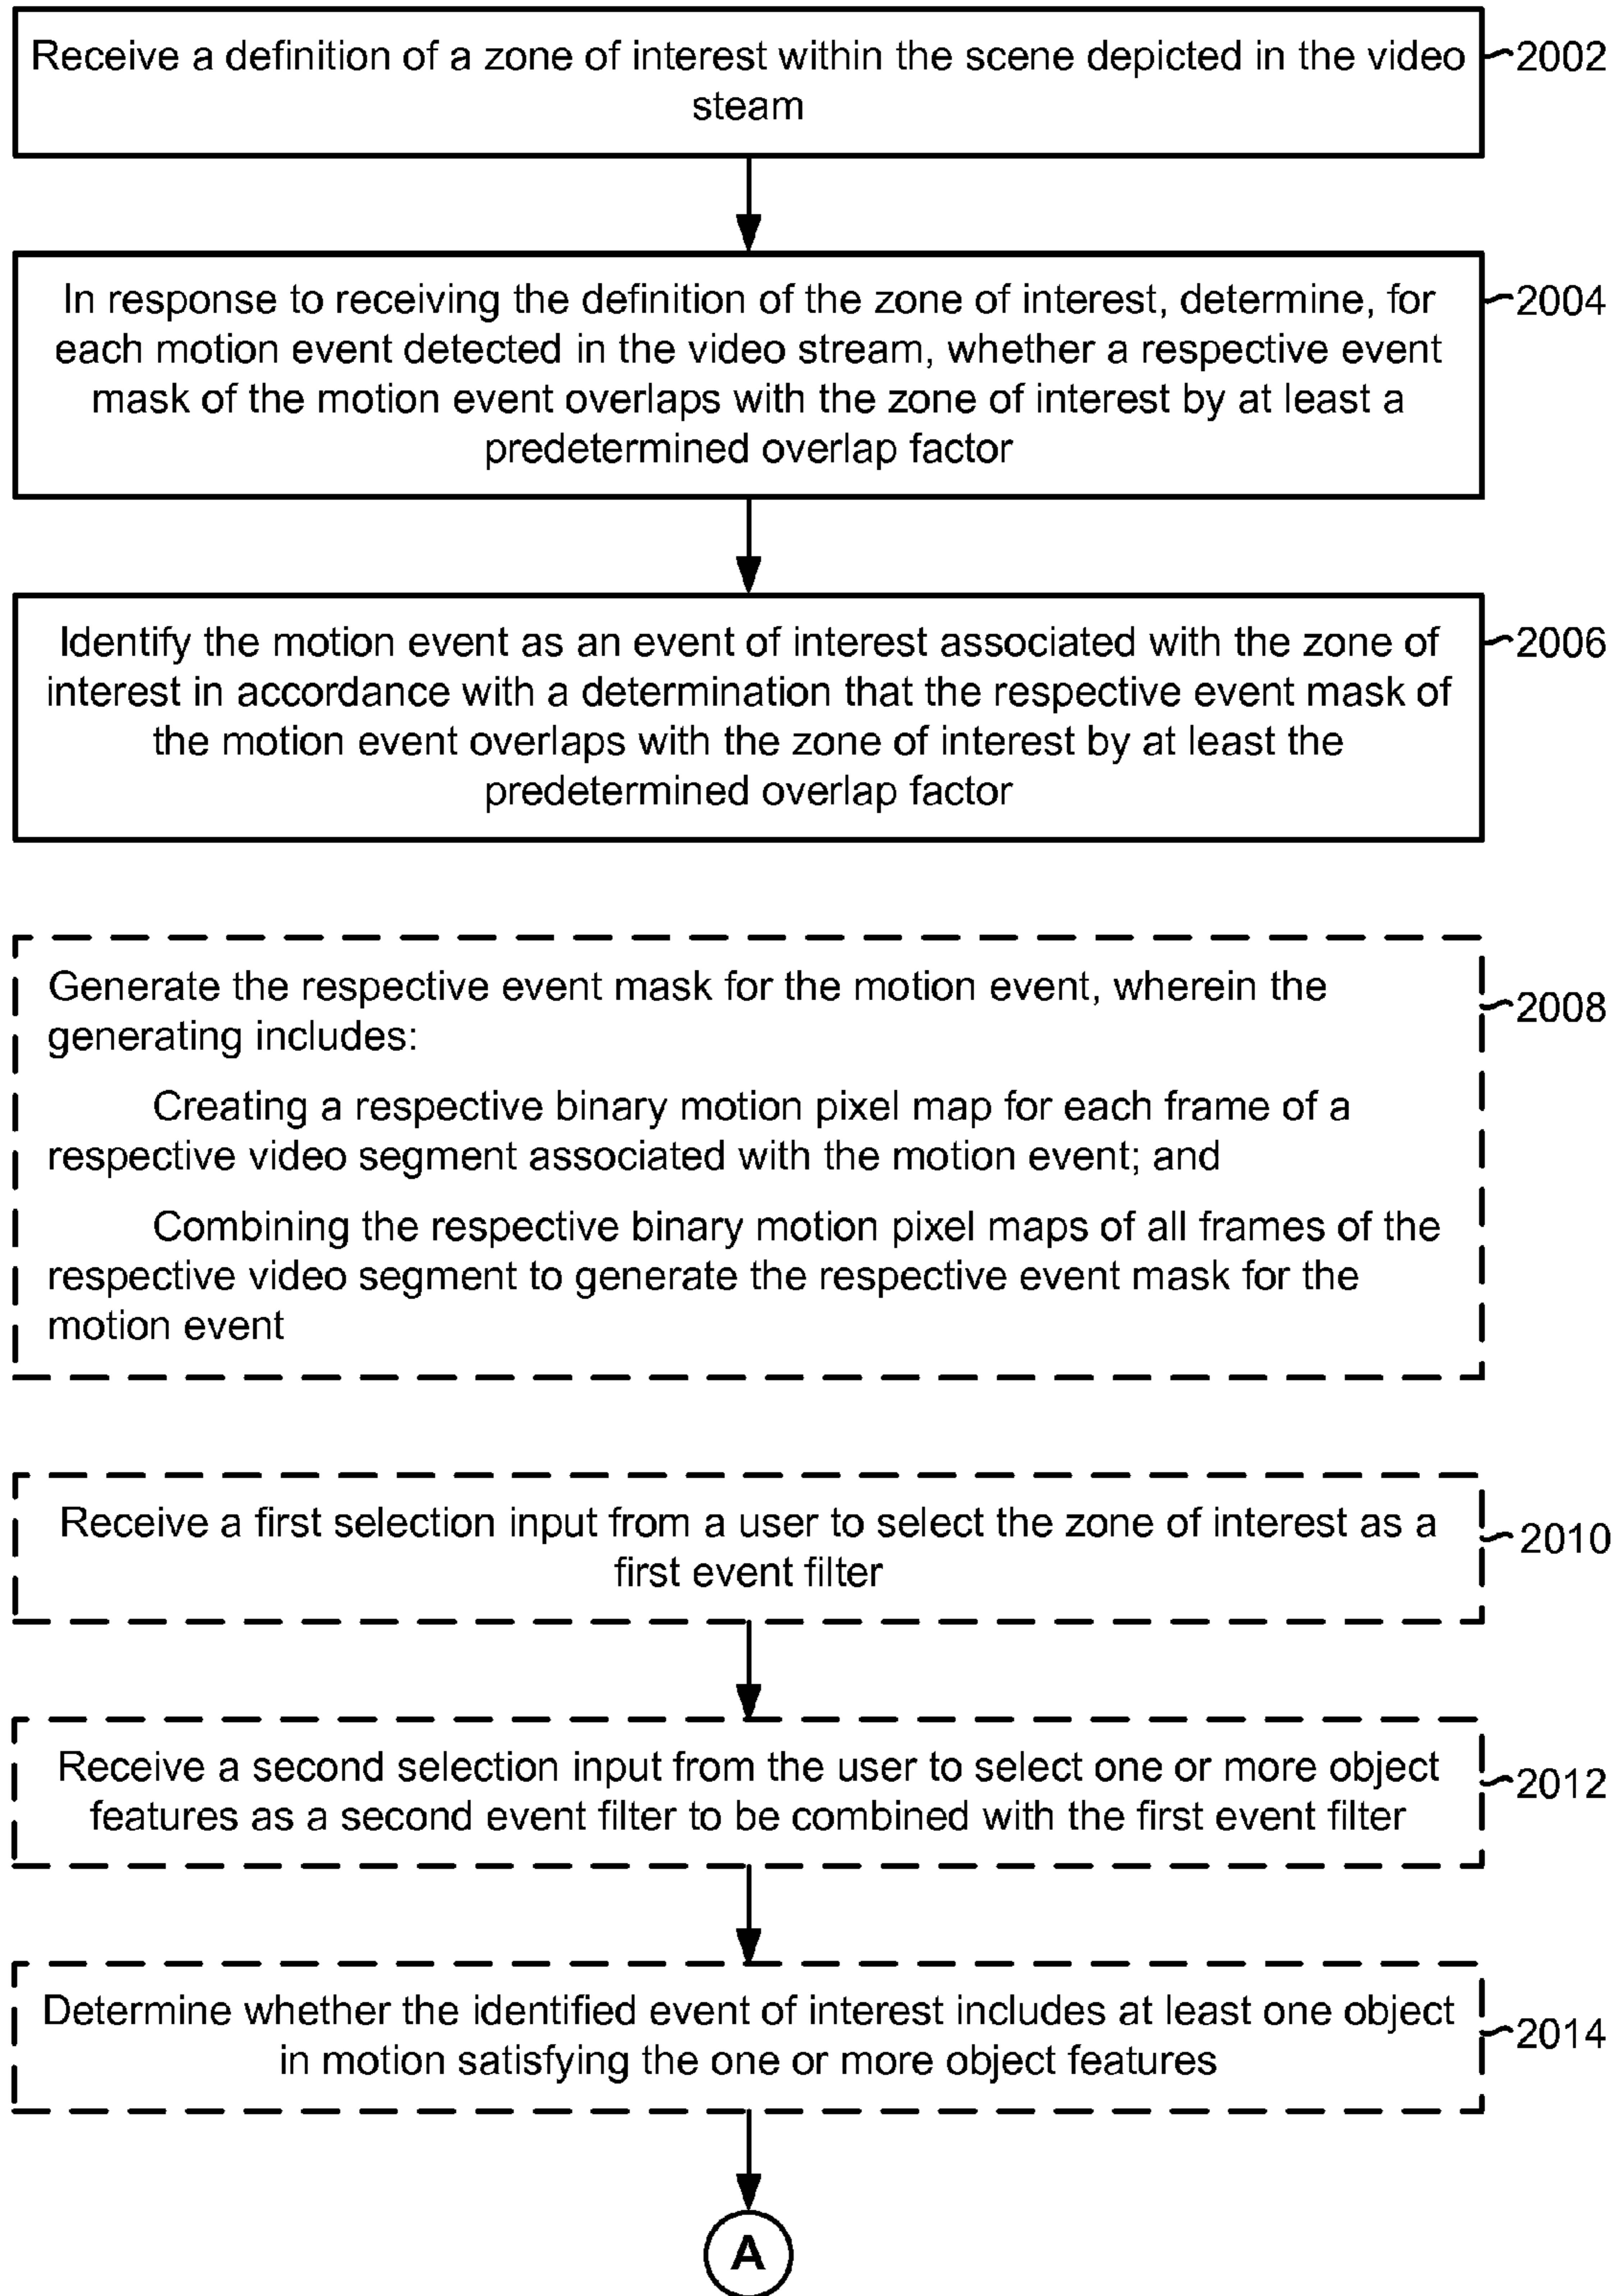 Receive a definition of a zone of interest within the scene depicted in the video
steam
2002
In response to receiving the definition of the zone of interest, determine, for
each motion event detected in the video stream, whether a respective event
mask of the motion event overlaps with the zone of interest by at least a
predetermined overlap factor
2004
Identify the motion event as an event of interest associated with the zone of
interest in accordance with a determination that the respective event mask of
the motion event overlaps with the zone of interest by at least the
predetermined overlap factor
2006
Generate the respective event mask for the motion event, wherein the
generating includes:
Creating a respective binary motion pixel map for each frame of a
respective video segment associated with the motion event; and
Combining the respective binary motion pixel maps of all frames of the
respective video segment to generate the respective event mask for the
motion event
2008
Receive a first selection input from a user to select the zone of interest as a
first event filter
2010
Receive a second selection input from the user to select one or more object
features as a second event filter to be combined with the first event filter
2012
Determine whether the identified event of interest includes at least one object
in motion satisfying the one or more object features
2014
A